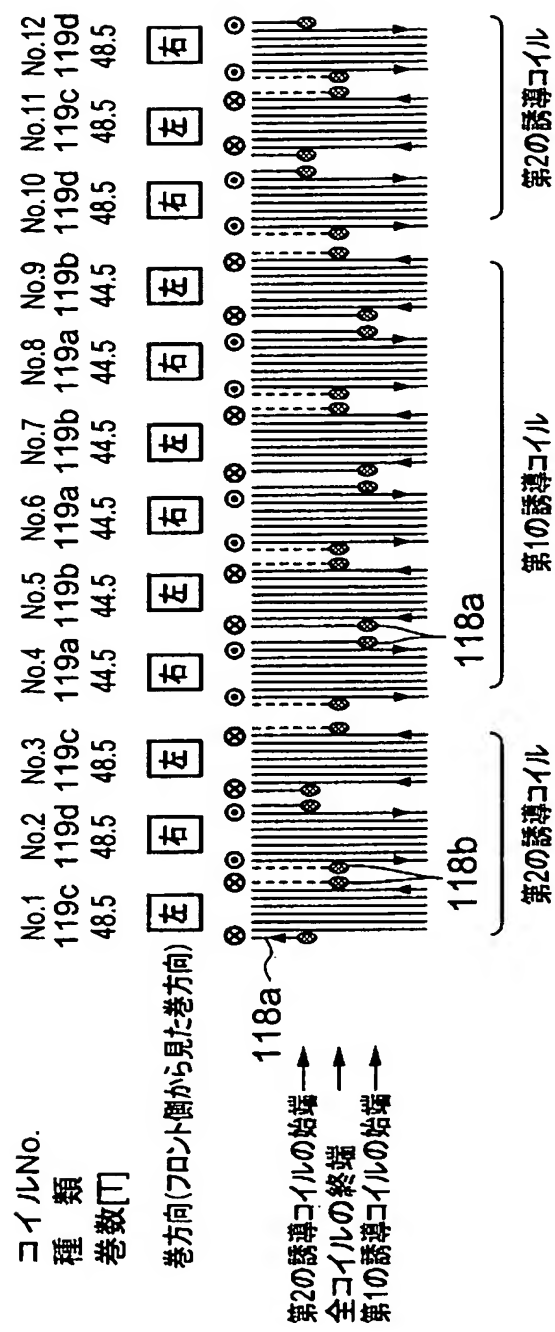 コイルNo. No.1 No.2 No.3 No.4 No.5 No.6 No.7 No.8 No.9 No.10 No.11 No.12
種類 119c 119d 119c 119a 119b 119a 119b 119a 119b 119d 119c 119d
巻数[T] 48.5 48.5 48.5 44.5 44.5 44.5 44.5 44.5 44.5 48.5 48.5 48.5
巻方向(フロント側から見た巻方向) 左 右 左 右 左 右 左 右 左 右 左 右
118a
第2の誘導コイルの始端
全コイルの終端
第1の誘導コイルの始端
118b
118a
第2の誘導コイル
第1の誘導コイル
第2の誘導コイル